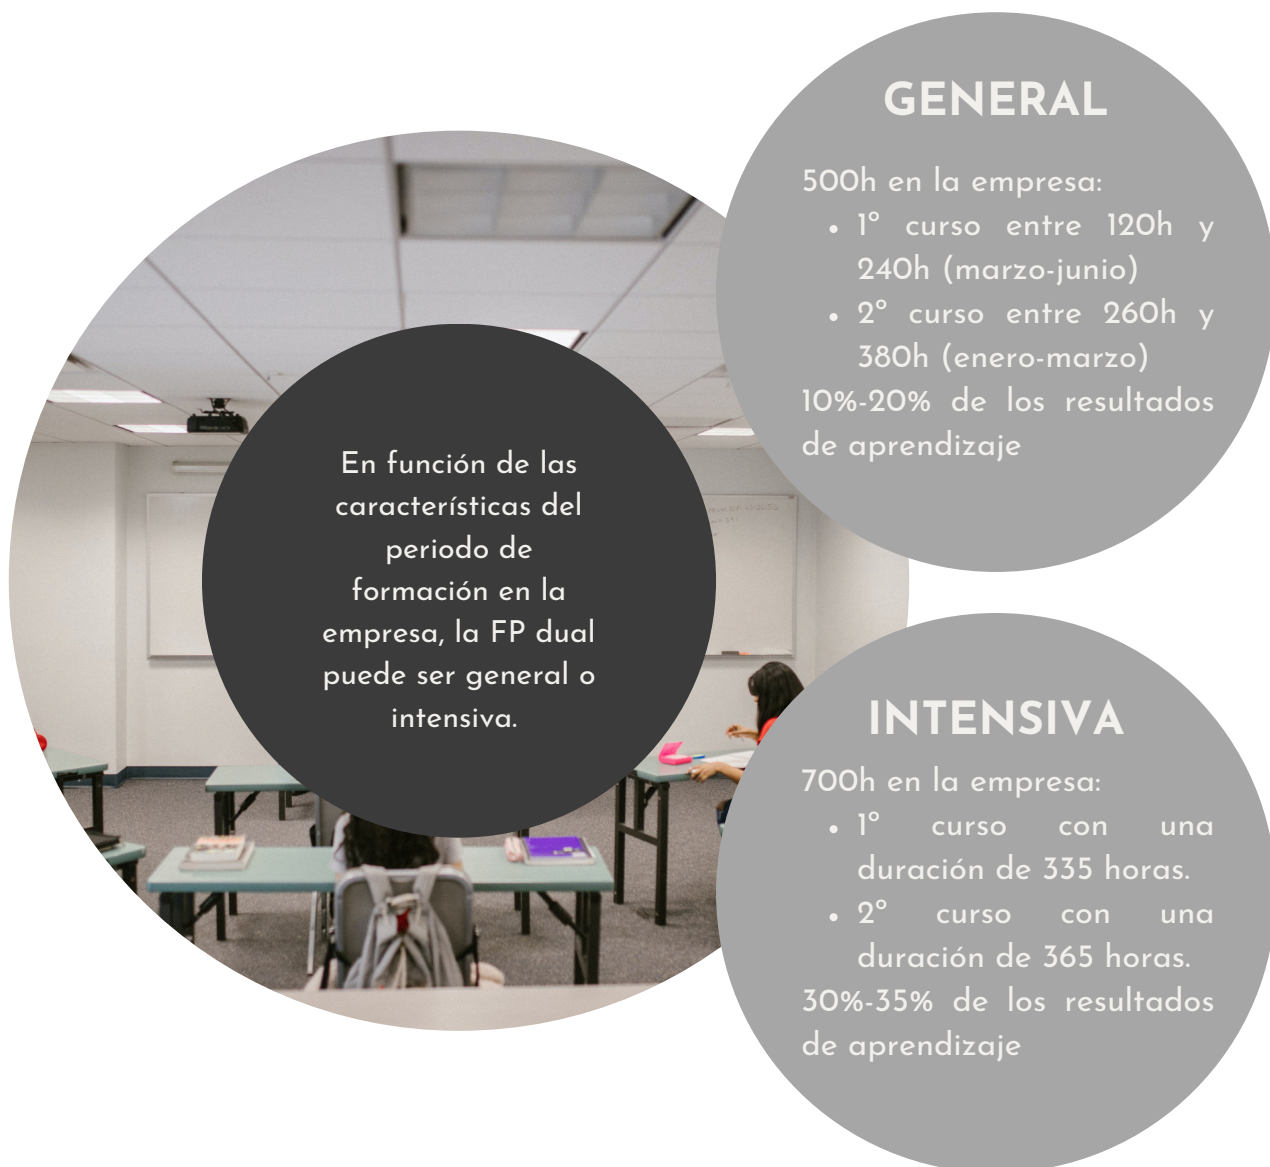 En función de las
características del
periodo de
formación en la
empresa, la FP dual
puede ser general o
intensiva.
GENERAL
500h en la empresa:
• 1º curso entre 120h y
240h (marzo-junio)
• 2º curso entre 260h y
380h (enero-marzo)
10%-20% de los resultados
de aprendizaje
INTENSIVA
700h en la empresa:
• 1º curso con una
duración de 335 horas.
• 2º curso con una
duración de 365 horas.
30%-35% de los resultados
de aprendizaje